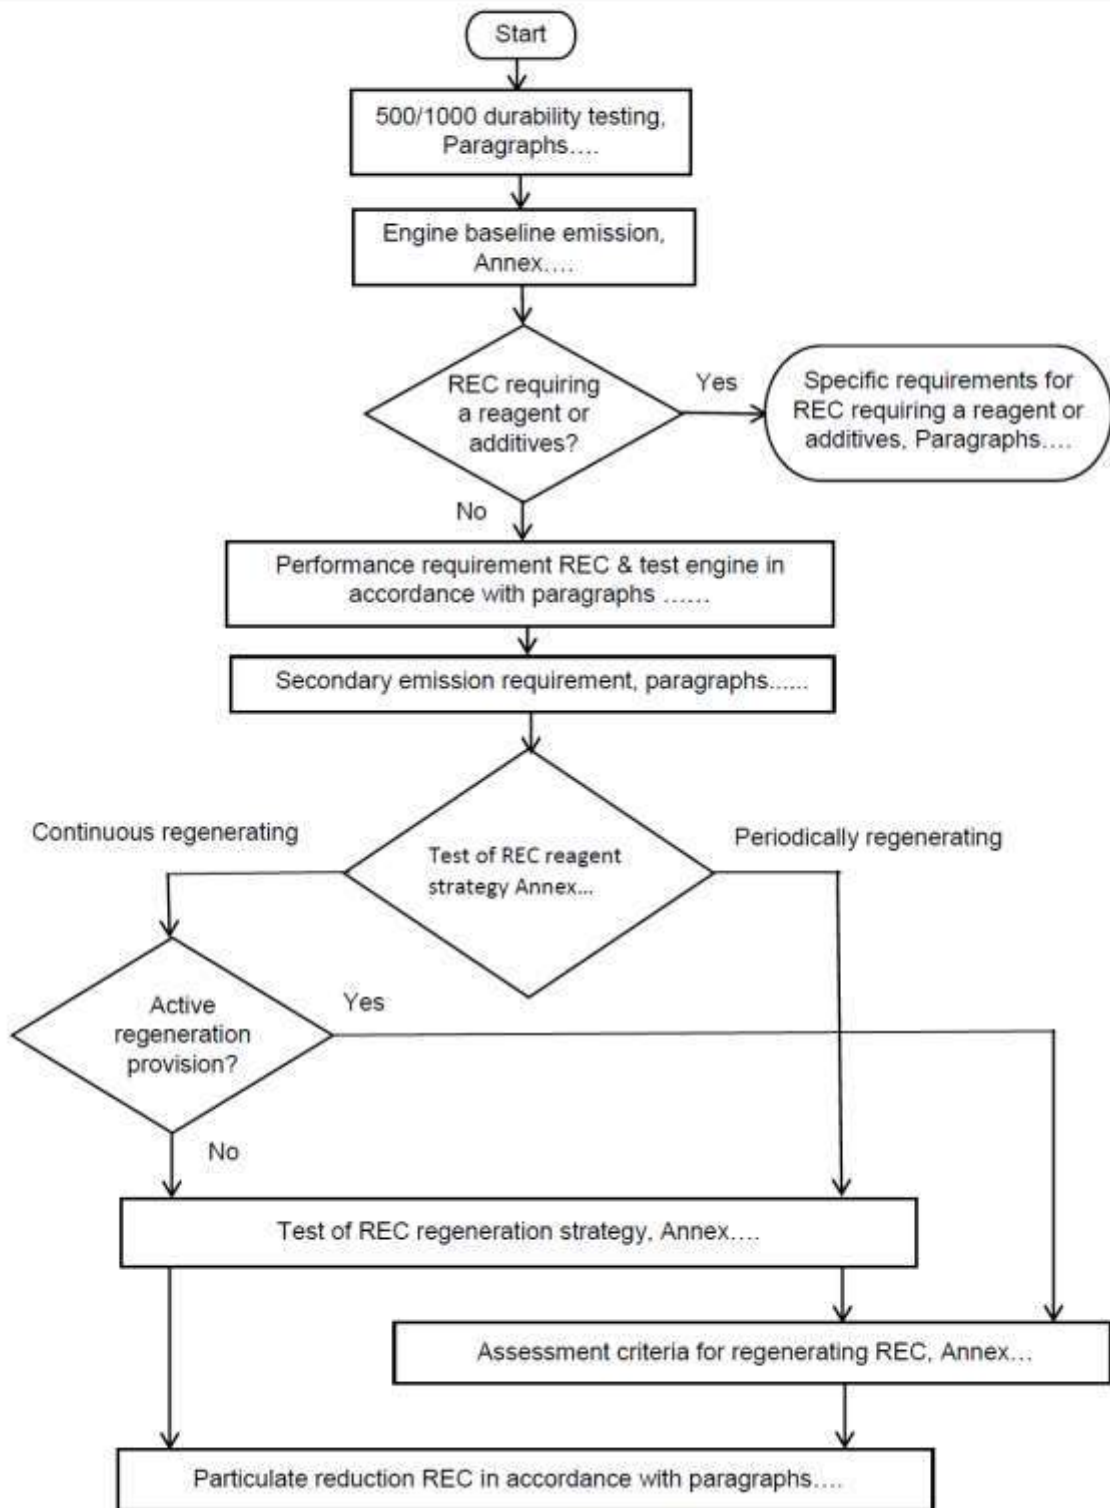 Start
500/1000 durability testing,
Paragraphs….
Engine baseline emission,
Annex….
REC requiring
a reagent or
additives?
Yes
Specific requirements for
REC requiring a reagent or
additives, Paragraphs….
No
Performance requirement REC & test engine in
accordance with paragraphs ……
Secondary emission requirement, paragraphs......
Continuous regenerating
Test of REC reagent
strategy Annex…
Periodically regenerating
Active
regeneration
provision?
Yes
No
Test of REC regeneration strategy, Annex….
Assessment criteria for regenerating REC, Annex…
Particulate reduction REC in accordance with paragraphs….